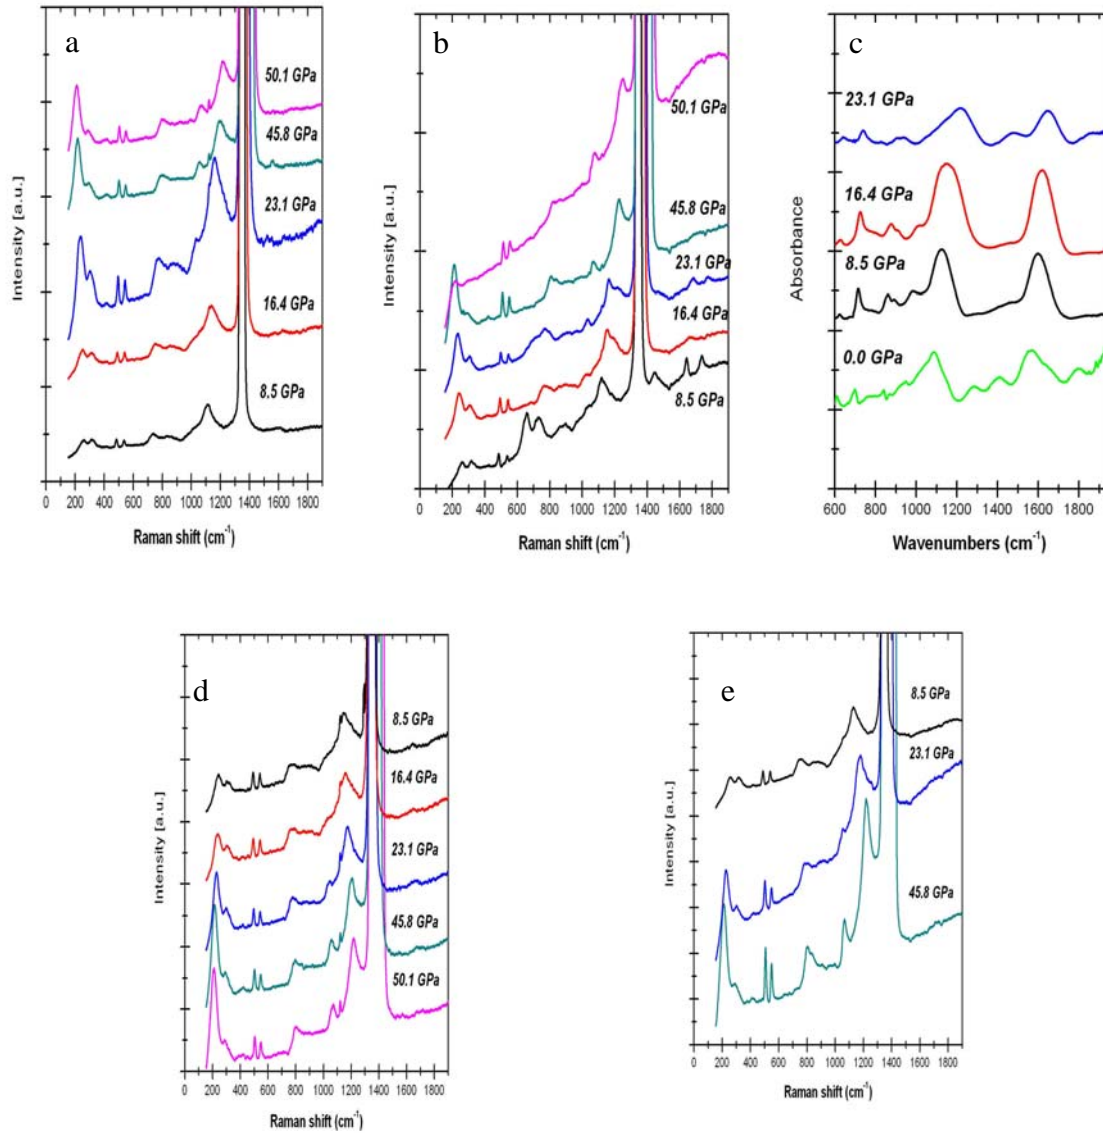 a
50.1 GPa
45.8 GPa
23.1 GPa
16.4 GPa
8.5 GPa
Intensity [a.u.]
0 200 400 600 800 1000 1200 1400 1600 1800
Raman shift (cm-1)
b
50.1 GPa
45.8 GPa
23.1 GPa
16.4 GPa
8.5 GPa
Intensity [a.u.]
0 200 400 600 800 1000 1200 1400 1600 1800
Raman shift (cm-1)
c
23.1 GPa
16.4 GPa
8.5 GPa
0.0 GPa
Absorbance
600 800 1000 1200 1400 1600 1800
Wavenumbers (cm-1)
d
8.5 GPa
16.4 GPa
23.1 GPa
45.8 GPa
50.1 GPa
Intensity [a.u.]
0 200 400 600 800 1000 1200 1400 1600 1800
Raman shift (cm-1)
e
8.5 GPa
23.1 GPa
45.8 GPa
Intensity [a.u.]
0 200 400 600 800 1000 1200 1400 1600 1800
Raman shift (cm-1)